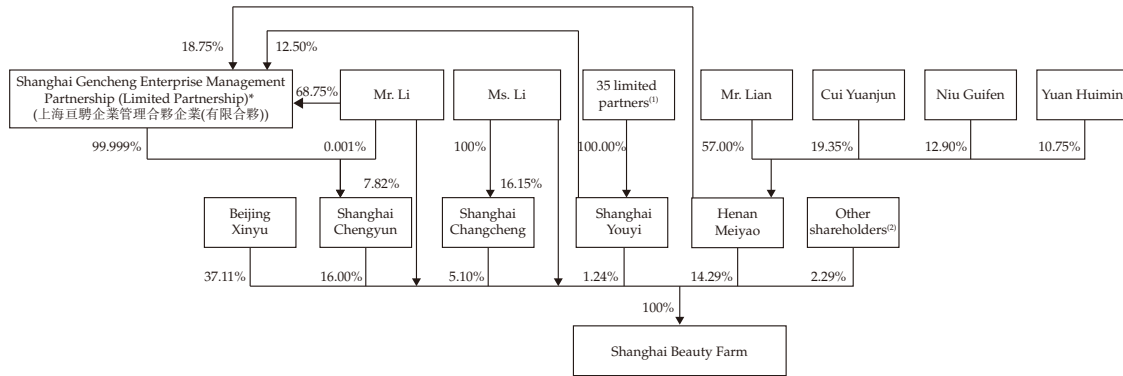 18.75%
12.50%
Shanghai Gencheng Enterprise Management
Partnership (Limited Partnership)*
(上海亘聘企業管理合夥企業(有限合夥))
68.75%
Mr. Li
Ms. Li
35 limited
partners(1)
Mr. Lian
Cui Yuanjun
Niu Guifen
Yuan Huimin
99.999%
0.001%
100%
100.00%
57.00%
19.35%
12.90%
10.75%
7.82%
16.15%
Beijing
Xinyu
Shanghai
Chengyun
Shanghai
Changcheng
Shanghai
Youyi
Henan
Meiyao
Other
shareholders(2)
37.11%
16.00%
5.10%
1.24%
14.29%
2.29%
100%
Shanghai Beauty Farm